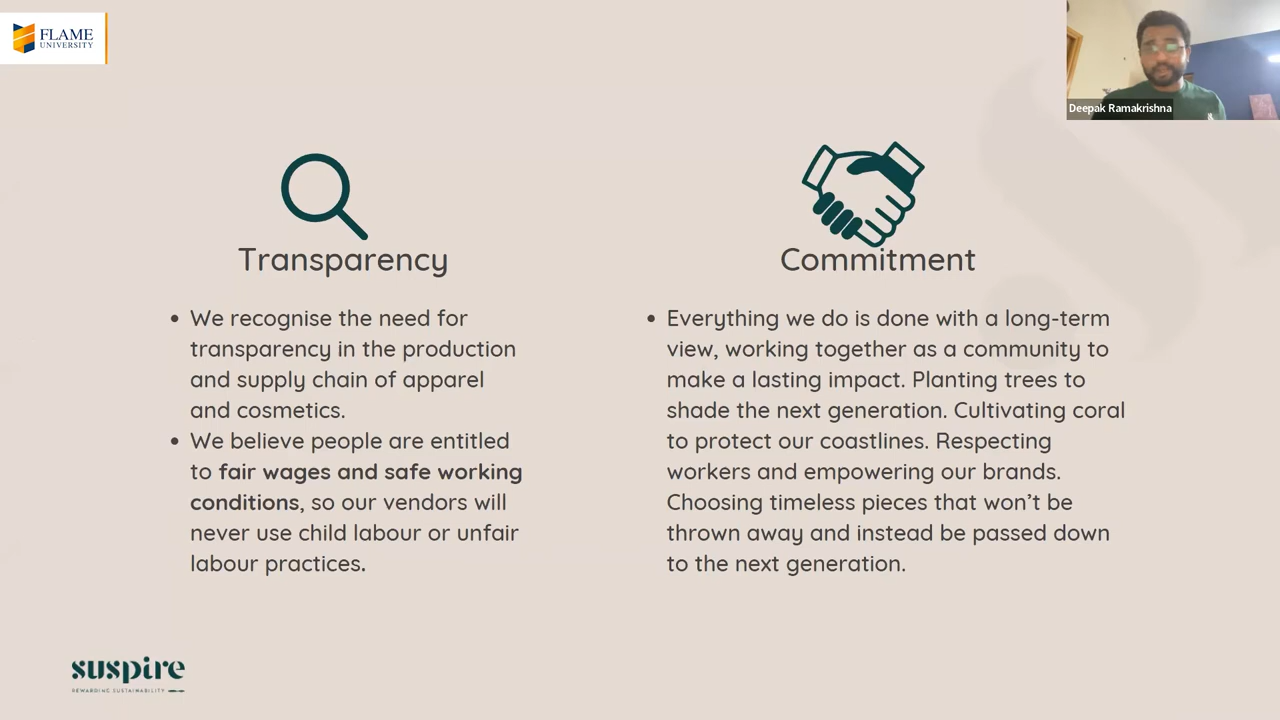 FLAME
UNIVERSITY
Deepak Ramakrishna
Transparency
• We recognise the need for
transparency in the production
and supply chain of apparel
and cosmetics.
• We believe people are entitled
to fair wages and safe working
conditions, so our vendors will
never use child labour or unfair
labour practices.
Commitment
• Everything we do is done with a long-term
view, working together as a community to
make a lasting impact. Planting trees to
shade the next generation. Cultivating coral
to protect our coastlines. Respecting
workers and empowering our brands.
Choosing timeless pieces that won’t be
thrown away and instead be passed down
to the next generation.
suspire
REWARDING SUSTAINABILITY